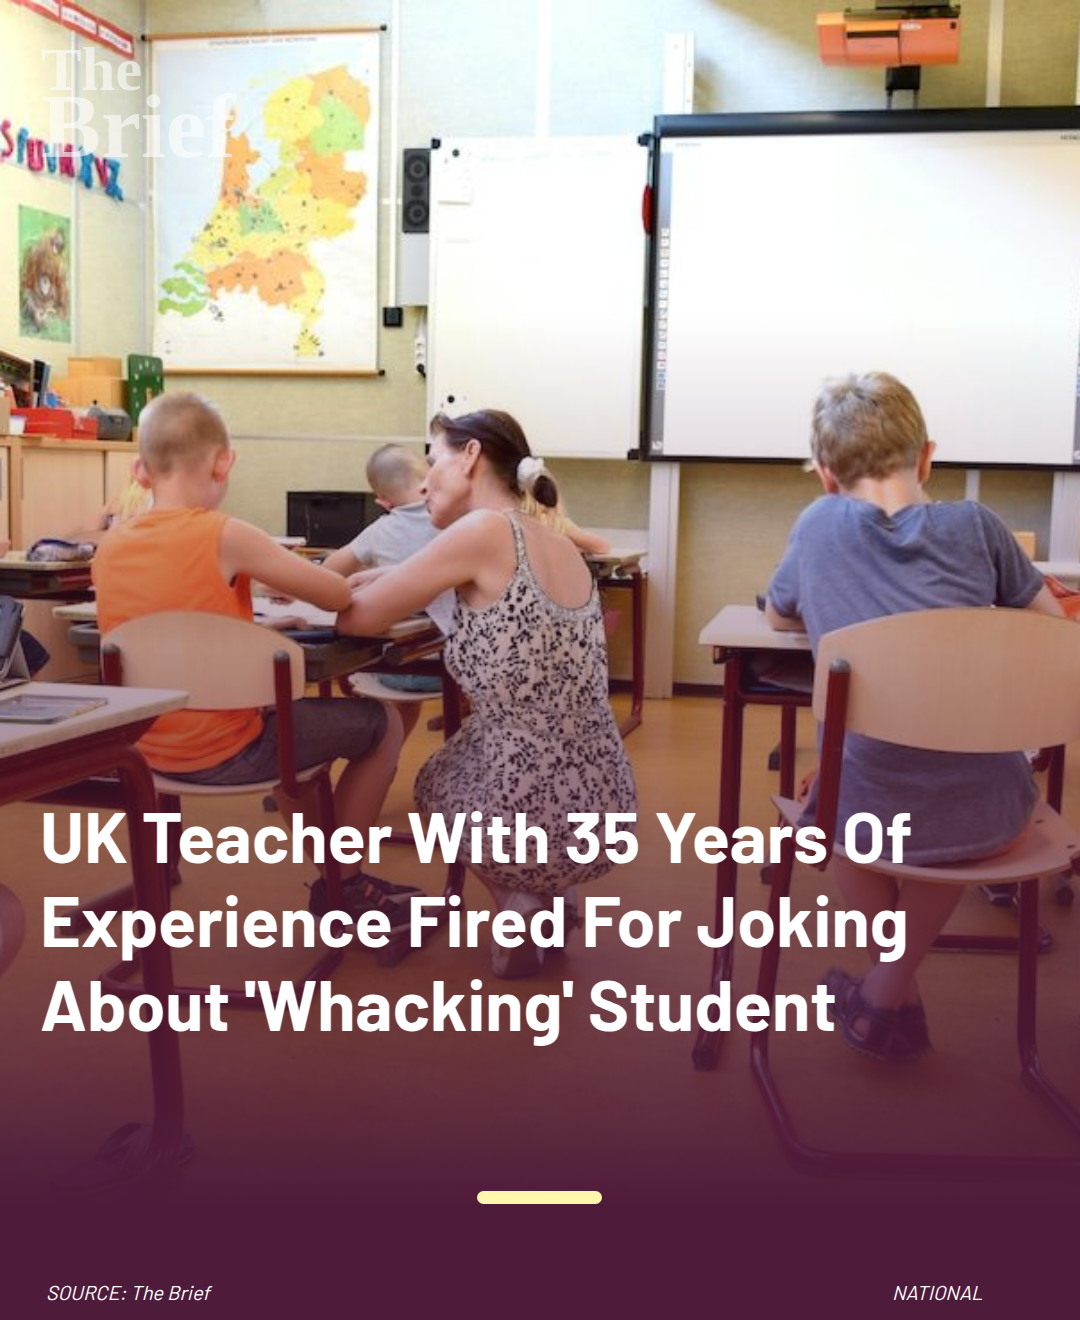 The
Brief
UK Teacher With 35 Years Of
Experience Fired For Joking
About 'Whacking' Student
SOURCE: The Brief
NATIONAL